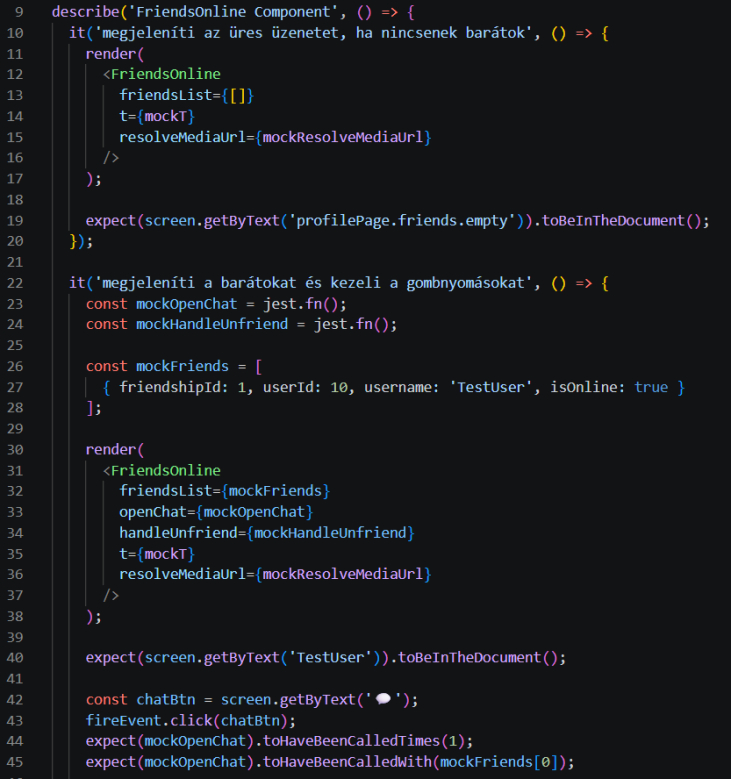 9 describe('FriendsOnline Component', () => {
10 it('megjeleníti az üres üzenetet, ha nincsenek barátok', () => {
11 render(
12 <FriendsOnline
13 friendsList={[]}
14 t={mockT}
15 resolveMediaUrl={mockResolveMediaUrl}
16 />
17 );
18
19 expect(screen.getByText('profilePage.friends.empty')).toBeInTheDocument();
20 });
21
22 it('megjeleníti a barátokat és kezeli a gombnyomásokat', () => {
23 const mockOpenChat = jest.fn();
24 const mockHandleUnfriend = jest.fn();
25
26 const mockFriends = [
27 { friendshipId: 1, userId: 10, username: 'TestUser', isOnline: true }
28 ];
29
30 render(
31 <FriendsOnline
32 friendsList={mockFriends}
33 openChat={mockOpenChat}
34 handleUnfriend={mockHandleUnfriend}
35 t={mockT}
36 resolveMediaUrl={mockResolveMediaUrl}
37 />
38 );
39
40 expect(screen.getByText('TestUser')).toBeInTheDocument();
41
42 const chatBtn = screen.getByText('💬');
43 fireEvent.click(chatBtn);
44 expect(mockOpenChat).toHaveBeenCalledTimes(1);
45 expect(mockOpenChat).toHaveBeenCalledWith(mockFriends[0]);